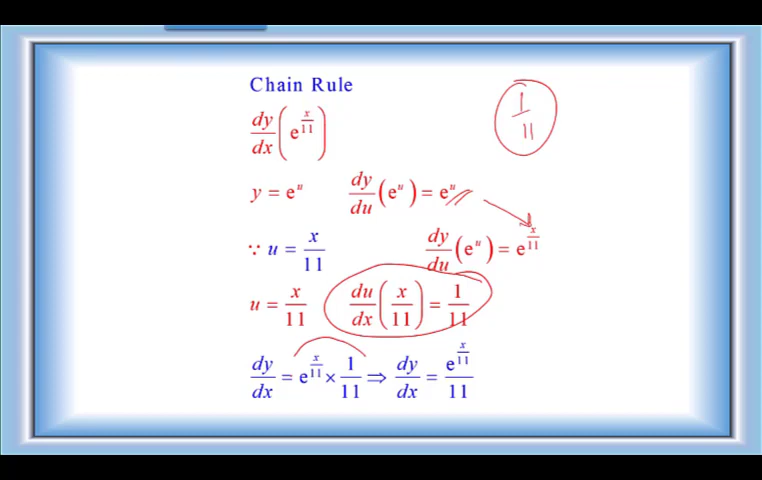 Chain Rule
1/11
dy/dx (e^(x/11))
y = e^u dy/du (e^u) = e^u
∵ u = x/11 dy/du (e^u) = e^(x/11)
u = x/11 du/dx (x/11) = 1/11
dy/dx = e^(x/11) × 1/11 ⇒ dy/dx = e^(x/11)/11